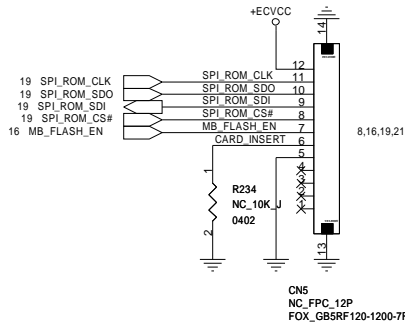 +ECVCC
14
12
19 SPI_ROM_CLK SPI_ROM_CLK 11
19 SPI_ROM_SDO SPI_ROM_SDO 10
19 SPI_ROM_SDI SPI_ROM_SDI 9
19 SPI_ROM_CS# SPI_ROM_CS# 8
16 MB_FLASH_EN MB_FLASH_EN 7
8,16,19,21
CARD_INSERT 6
5
4
3
2
1
1
R234
NC_10K_J
0402
2
13
CN5
NC_FPC_12P
FOX_GB5RF120-1200-7F